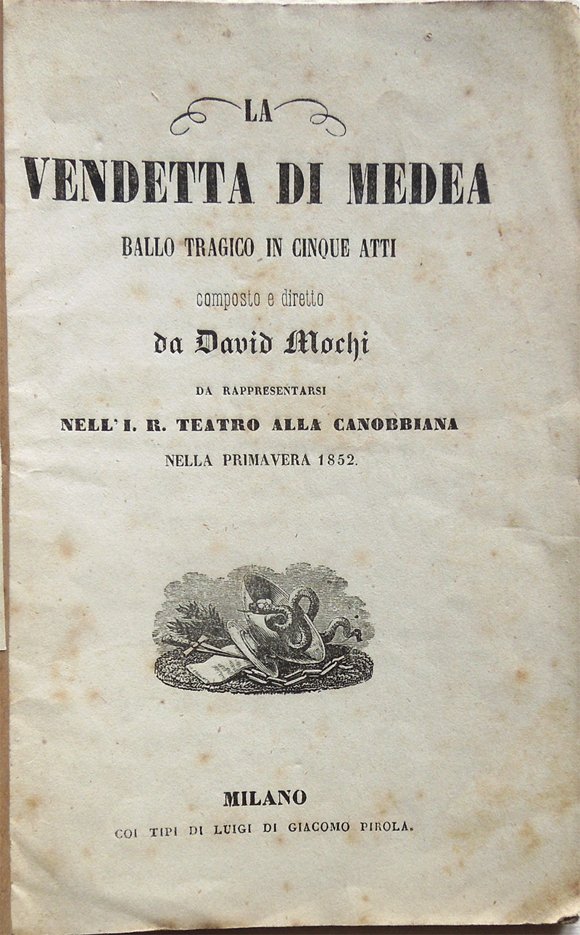 LA
VENDETTA DI MEDEA
BALLO TRAGICO IN CINQUE ATTI
composto e diretto
da David Mochi
DA RAPPRESENTARSI
NELL' I. R. TEATRO ALLA CANOBBIANA
NELLA PRIMAVERA 1852.
MILANO
COI TIPI DI LUIGI DI GIACOMO PIROLA.